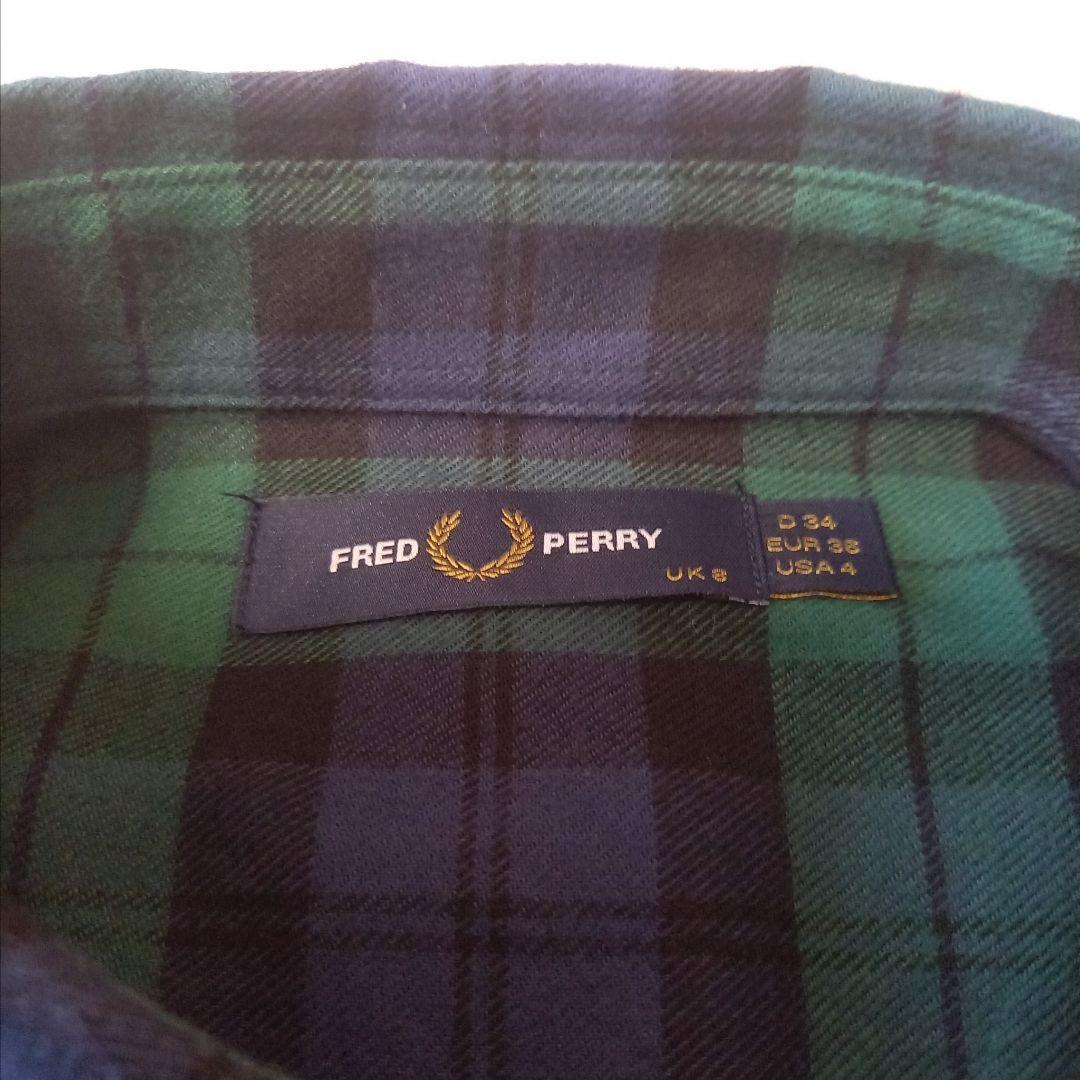 FRED PERRY
UK 8
D 34
EUR 36
USA 4